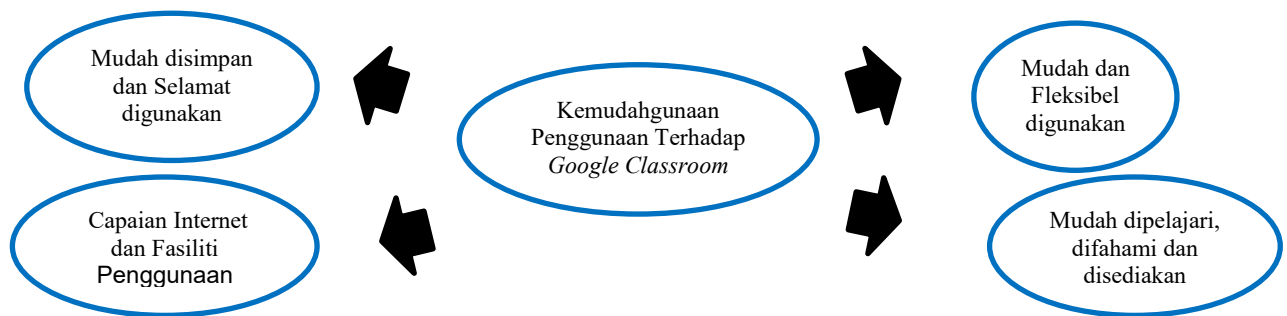 Mudah disimpan
dan Selamat
digunakan
Kemudahgunaan
Penggunaan Terhadap
Google Classroom
Mudah dan
Fleksibel
digunakan
Capaian Internet
dan Fasiliti
Penggunaan
Mudah dipelajari,
difahami dan
disediakan